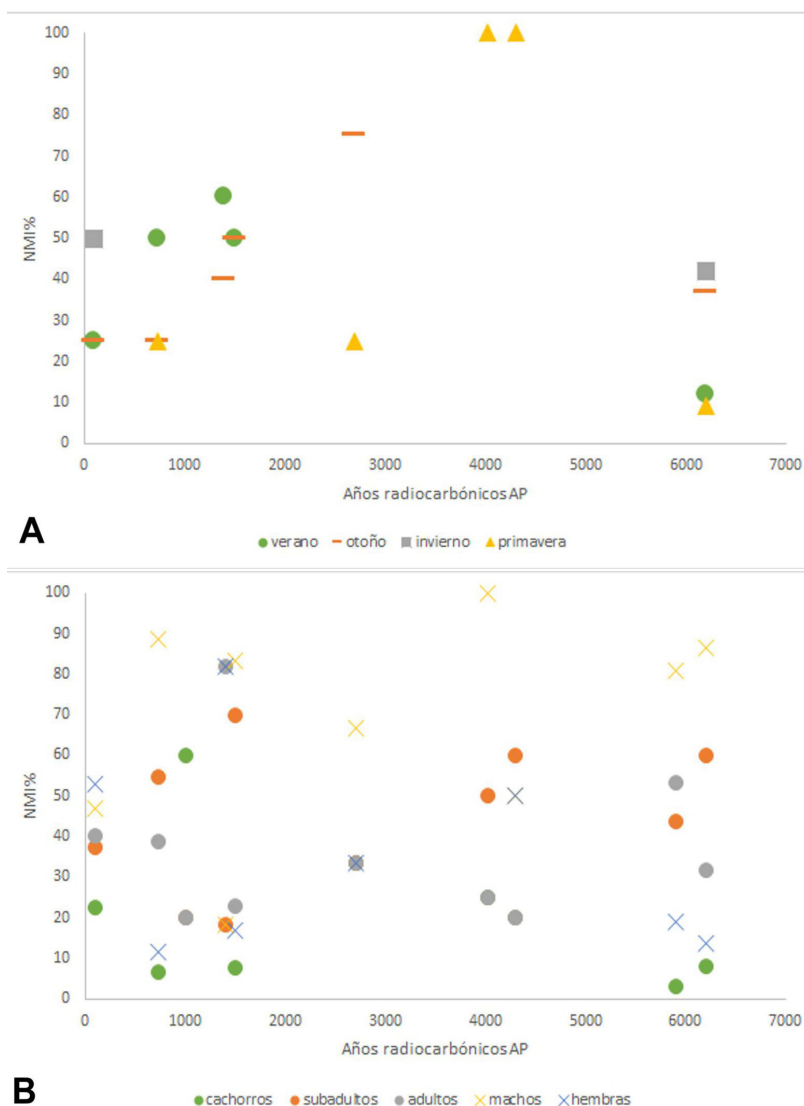 100
90
80
70
60
50
40
30
20
10
0
NMI%
0 1000 2000 3000 4000 5000 6000 7000
Años radiocarbónicos AP
A
verano otoño invierno primavera
100
90
80
70
60
50
40
30
20
10
0
NMI%
0 1000 2000 3000 4000 5000 6000 7000
Años radiocarbónicos AP
B
cachorros subadultos adultos machos hembras